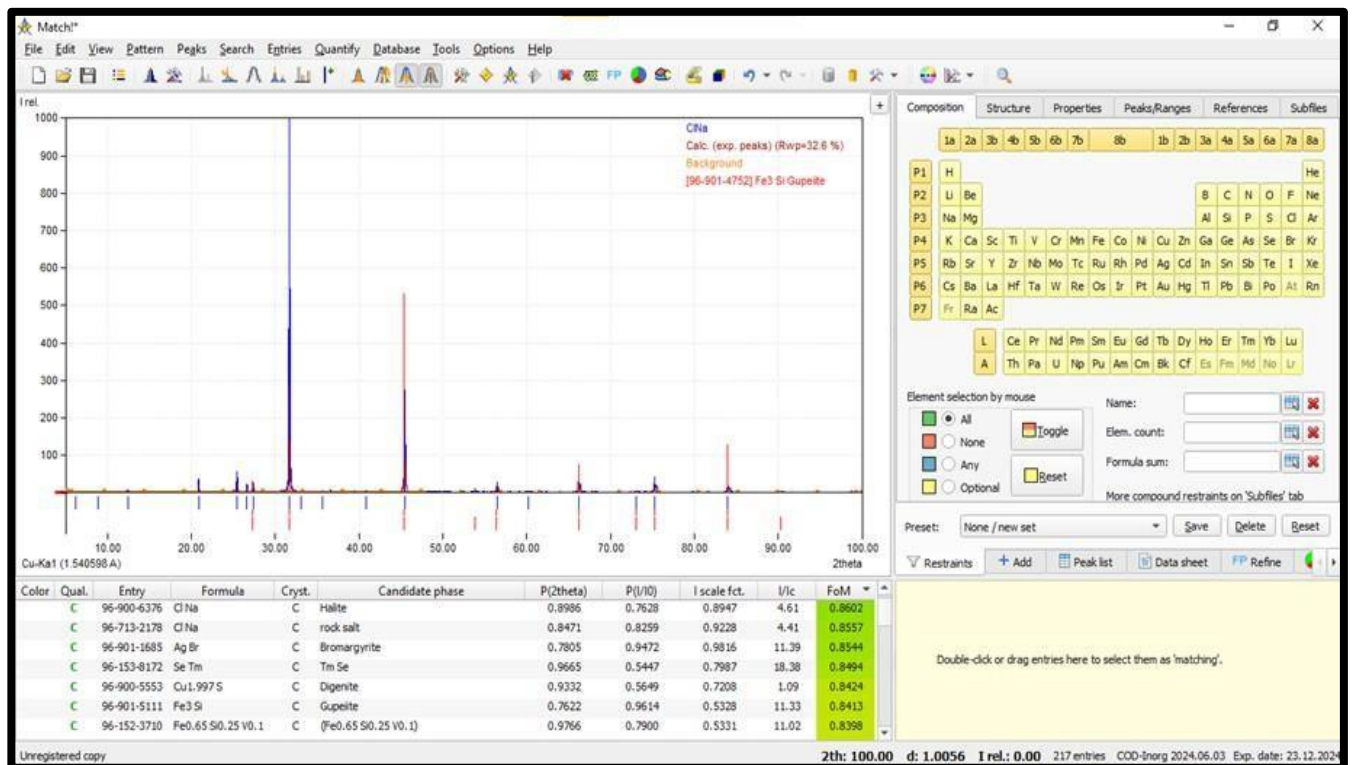 Match!*
File Edit View Pattern Peaks Search Entries Quantify Database Tools Options Help
FP
I rel.
1000
900
800
700
600
500
400
300
200
100
ClNa
Calc. (exp. peaks) (Rwp=32.6 %)
Background
[96-901-4752] Fe3 Si Gupeiite
10.00 20.00 30.00 40.00 50.00 60.00 70.00 80.00 90.00 100.00
Cu-Ka1 (1.540598 A) 2theta
Composition Structure Properties Peaks/Ranges References Subfiles
1a 2a 3b 4b 5b 6b 7b 8b 1b 2b 3a 4a 5a 6a 7a 8a
P1 H He
P2 Li Be B C N O F Ne
P3 Na Mg Al Si P S Cl Ar
P4 K Ca Sc Ti V Cr Mn Fe Co Ni Cu Zn Ga Ge As Se Br Kr
P5 Rb Sr Y Zr Nb Mo Tc Ru Rh Pd Ag Cd In Sn Sb Te I Xe
P6 Cs Ba La Hf Ta W Re Os Ir Pt Au Hg Tl Pb Bi Po At Rn
P7 Fr Ra Ac
L Ce Pr Nd Pm Sm Eu Gd Tb Dy Ho Er Tm Yb Lu
A Th Pa U Np Pu Am Cm Bk Cf Es Fm Md No Lr
Element selection by mouse
All
None
Any
Optional
Toggle
Reset
Name:
Elem. count:
Formula sum:
More compound restraints on 'Subfiles' tab
Preset: None / new set Save Delete Reset
Restraints + Add Peak list Data sheet FP Refine
Double-click or drag entries here to select them as 'matching'.
Color Qual. Entry Formula Cryst. Candidate phase P(2theta) P(I/I0) I scale fct. I/Ic FoM
C 96-900-6376 Cl Na C Halite 0.8986 0.7628 0.8947 4.61 0.8602
C 96-713-2178 Cl Na C rock salt 0.8471 0.8259 0.9228 4.41 0.8557
C 96-901-1685 Ag Br C Bromargyrite 0.7805 0.9472 0.9816 11.39 0.8544
C 96-153-8172 Se Tm C Tm Se 0.9665 0.5447 0.7987 18.38 0.8494
C 96-900-5553 Cu1.997 S C Digenite 0.9332 0.5649 0.7208 1.09 0.8424
C 96-901-5111 Fe3 Si C Gupeiite 0.7622 0.9614 0.5328 11.33 0.8413
C 96-152-3710 Fe0.65 Si0.25 V0.1 C (Fe0.65 Si0.25 V0.1) 0.9766 0.7900 0.5331 11.02 0.8398
Unregistered copy 2th: 100.00 d: 1.0056 I rel.: 0.00 217 entries COD-Inorg 2024.06.03 Exp. date: 23.12.2024